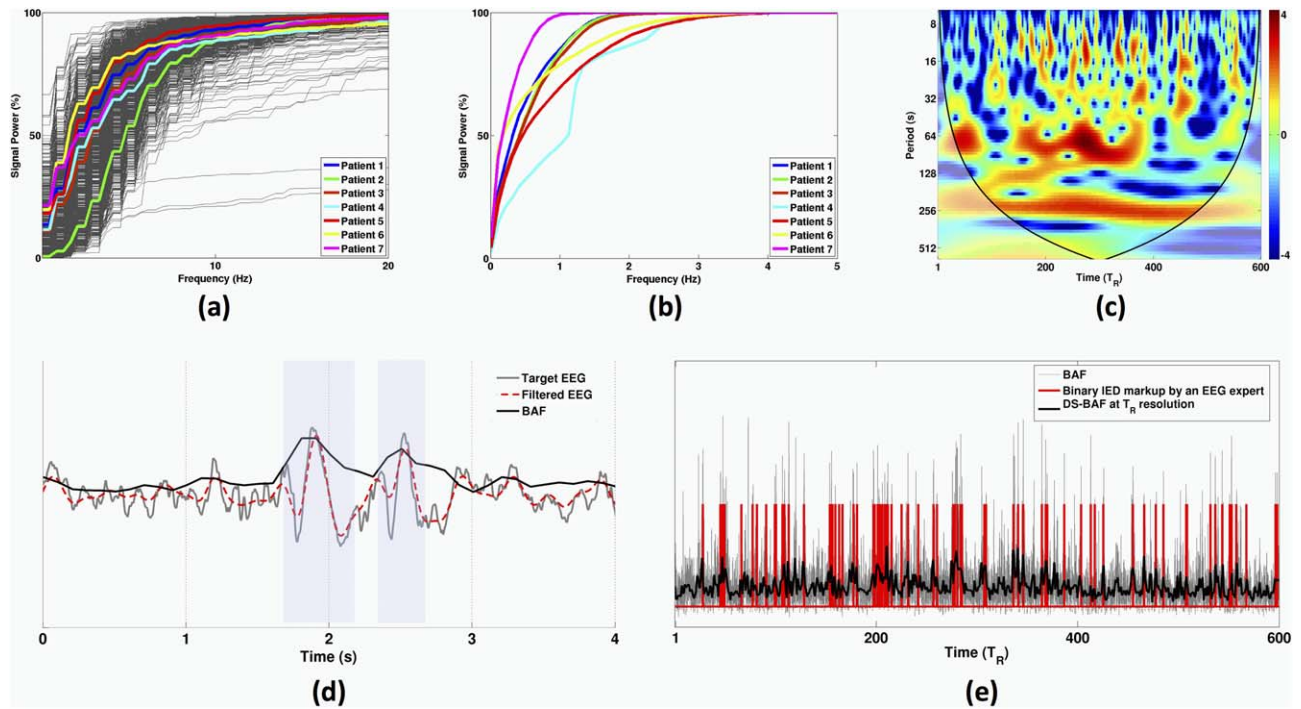 100
50
0
Signal Power (%)
10
20
Frequency (Hz)
Patient 1
Patient 2
Patient 3
Patient 4
Patient 5
Patient 6
Patient 7
(a)
100
50
0
Signal Power (%)
0
1
2
3
4
5
Frequency (Hz)
Patient 1
Patient 2
Patient 3
Patient 4
Patient 5
Patient 6
Patient 7
(b)
8
16
32
64
128
256
512
Period (s)
1
200
400
600
Time (T_R)
4
0
-4
(c)
Target EEG
Filtered EEG
BAF
0
1
2
3
4
Time (s)
(d)
BAF
Binary IED markup by an EEG expert
DS-BAF at T_R resolution
1
200
400
600
Time (T_R)
(e)